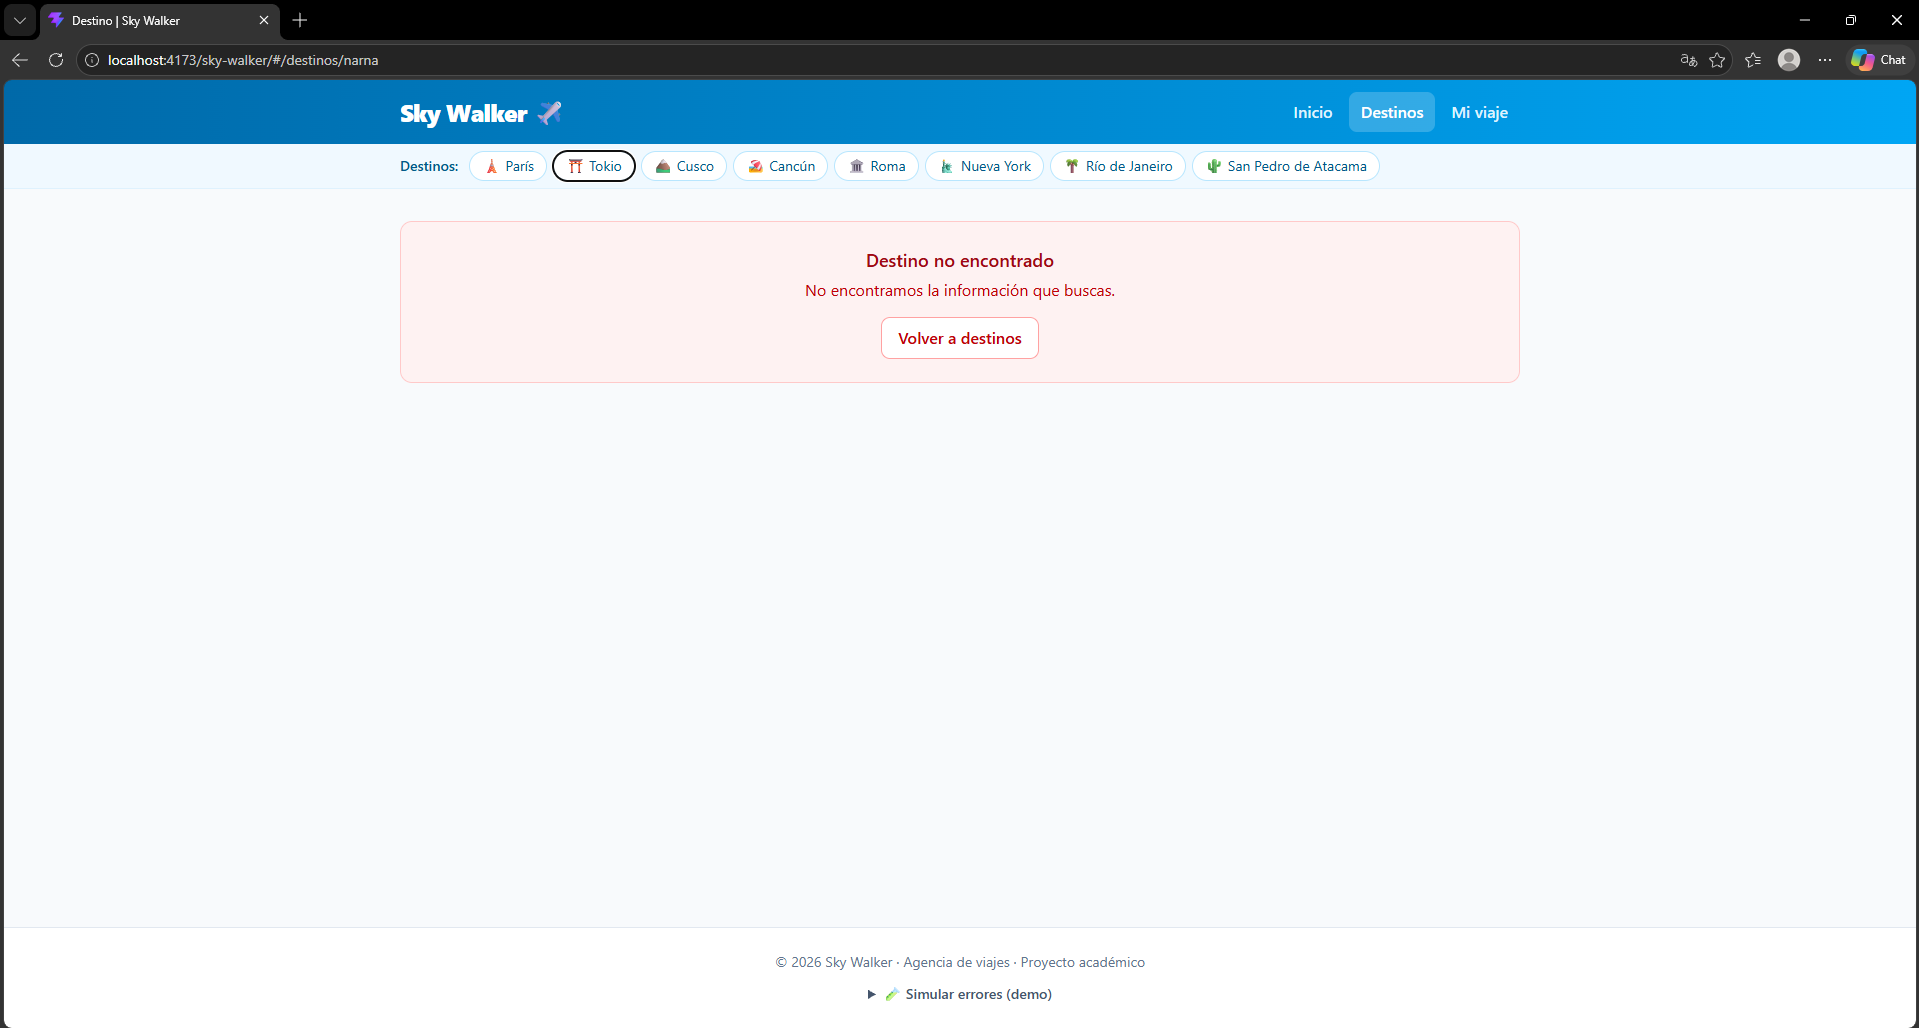 Destino | Sky Walker
localhost:4173/sky-walker/#/destinos/narna
Chat
Sky Walker
Inicio
Destinos
Mi viaje
Destinos:
París
Tokio
Cusco
Cancún
Roma
Nueva York
Río de Janeiro
San Pedro de Atacama
Destino no encontrado
No encontramos la información que buscas.
Volver a destinos
© 2026 Sky Walker · Agencia de viajes · Proyecto académico
Simular errores (demo)